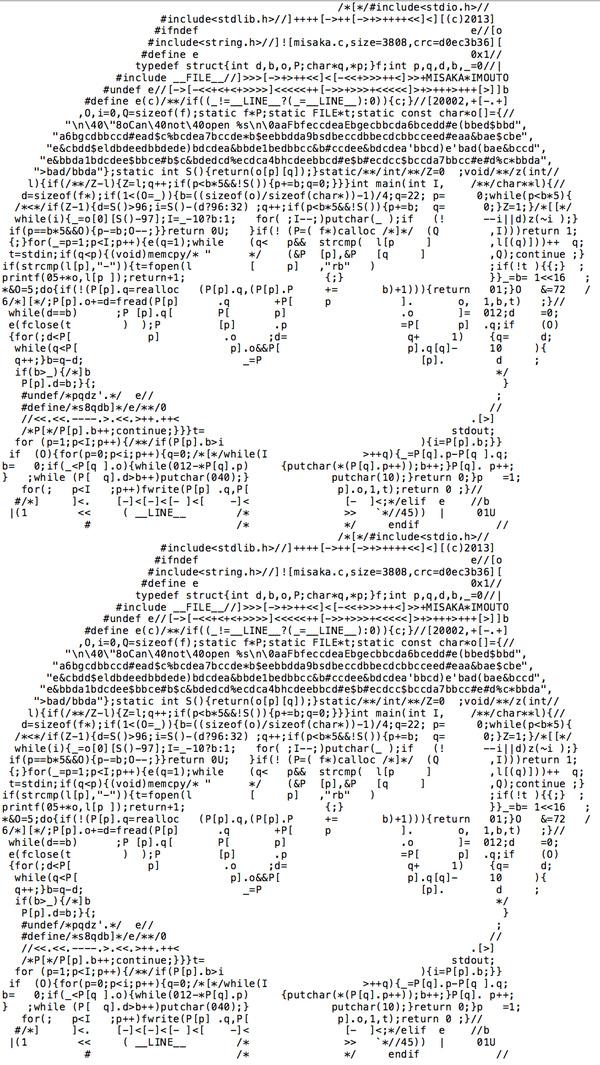 /*[*/#include<stdio.h>
#include<stdlib.h>//]++++[->++[->+>++++<<]<][(c)2013]
#ifndef e//[o
#include<string.h>//]![misaka.c,size=3808,crc=d0ec3b36][
#define e 0x1//
typedef struct{int d,b,o,P;char*q,*p;}f;int p,q,d,b,_=0//|
#include __FILE__//]>>>[->+>++<<]<[-<<+>>>++]>>+MISAKA*IMOUTO
#undef e//[->+<]
#define e(c)/**/if((_!=__LINE__?(_=__LINE__):0)){c;}//[20002,+[-.+]
,O,i=0,Q=sizeof(f);static f*P;static FILE*t;static const char*o[]={//
"\n\40\"8oCan\40not\40open %s\n\0aaFbfeccdeaEbgecbbcda6bcedd#e(bbed$bbd",
"a6bgcdbbccd#ead$c%bcdea7bccde*b$eebbdda9bsdbeccdbbecdcbbcceed#eaa&bae$cbe",
"e&cbdd$eldbdeedbbdede)bdcdea&bbde1bedbbcc&b#ccdee&bdcdea'bbcd)e'bad(bae&bccd",
"e&bbda1bdcdee$bbce#b$c&bdedcd%ecdca4bhcdeebbcd#e$b#ecdcc$bccda7bbcc#e#d%c*bbda",
">bad/bbda"};static int S(){return(o[p][q]);}static/**/int/**/Z=0 ;void/**/z(int//
l){if(/**/Z-l){Z=l;q++;if(p<b*5&&!S()){p+=b;q=0;}}}int main(int I, /**/char**l){//
d=sizeof(f);if(1<(O=_)){b=((sizeof(o)/sizeof(char*))-1)/4;q=22; p= 0;while(p<b*5){
/*<*/if(Z-1){d=S()>96;i=S()-(d?96:32) ;q++;if(p<b*5&&!S()){p+=b; q= 0;}Z=1;}/*[[*/
while(i){_=o[0][S()-97];I=_-10?b:1; for( ;I--;)putchar(_ );if (! --i||d)z(~i );}
if(p==b*5&&O){p-=b;O--;}}return 0U; }if(! (P=( f*)calloc /*]*/ (Q ,I)))return 1;
{;}for(_=p=1;p<I;p++){e(q=1);while (q< p&& strcmp( l[p ] ,l[(q)]))++ q;
t=stdin;if(q<p){(void)memcpy/* " */ (&P [p],&P [q ] ,Q);continue ;}
if(strcmp(l[p],"-")){t=fopen(l [ p] ,"rb" ) ;if(!t ){{;} ;}
printf(05+*o,l[p ]);return+1; {;} }}_=b= 1<<16 ;
*&O=5;do{if(!(P[p].q=realloc (P[p].q,(P[p].P += b)+1))){return 01;}O &=72 /
6/*][*/;P[p].o+=d=fread(P[p] .q +P[ p ]. o, 1,b,t) ;}//
while(d==b) ;P [p].q[ P[ p] .o ]= 012;d =0;
e(fclose(t ) );P [p] .p =P[ p] .q;if (O)
{for(;d<P[ p] .o ;d= q+ 1) {q= d;
while(q<P[ p].o&&P[ p].q[q]- 10 ){
q++;}b=q-d; _=P [p]. d ;
if(b>_){/*]b */
P[p].d=b;}{; }
#undef/*pqdz'.*/ e// ;
#define/*s8qdb]*/e/**/0 //
//<<.<<.----.>.<<.>++.++< .[>]
/*P[*/P[p].b++;continue;}}}t= stdout;
for (p=1;p<I;p++){/**/if(P[p].b>i ){i=P[p].b;}}
if (O){for(p=0;p<i;p++){q=0;/*[*/while(I >++q){_=P[q].p-P[q ].q;
b= 0;if(_<P[q ].o){while(012-*P[q].p) {putchar(*(P[q].p++));b++;}P[q]. p++;
} ;while (P[ q].d>b++)putchar(040);} putchar(10);}return 0;}p =1;
for(; p<I ;p++)fwrite(P[p] .q,P[ p].o,1,t);return 0 ;}//
#/*] ]<. [-]<[-]<[- ]<[ -]< [- ]<;*/elif e //b
|(1 << ( __LINE__ /* >> `*//45)) | 01U
# /* */ endif //
/*[*/#include<stdio.h>
#include<stdlib.h>//]++++[->++[->+>++++<<]<][(c)2013]
#ifndef e//[o
#include<string.h>//]![misaka.c,size=3808,crc=d0ec3b36][
#define e 0x1//
typedef struct{int d,b,o,P;char*q,*p;}f;int p,q,d,b,_=0//|
#include __FILE__//]>>>[->+>++<<]<[-<<+>>>++]>>+MISAKA*IMOUTO
#undef e//[->+<]
#define e(c)/**/if((_!=__LINE__?(_=__LINE__):0)){c;}//[20002,+[-.+]
,O,i=0,Q=sizeof(f);static f*P;static FILE*t;static const char*o[]={//
"\n\40\"8oCan\40not\40open %s\n\0aaFbfeccdeaEbgecbbcda6bcedd#e(bbed$bbd",
"a6bgcdbbccd#ead$c%bcdea7bccde*b$eebbdda9bsdbeccdbbecdcbbcceed#eaa&bae$cbe",
"e&cbdd$eldbdeedbbdede)bdcdea&bbde1bedbbcc&b#ccdee&bdcdea'bbcd)e'bad(bae&bccd",
"e&bbda1bdcdee$bbce#b$c&bdedcd%ecdca4bhcdeebbcd#e$b#ecdcc$bccda7bbcc#e#d%c*bbda",
">bad/bbda"};static int S(){return(o[p][q]);}static/**/int/**/Z=0 ;void/**/z(int//
l){if(/**/Z-l){Z=l;q++;if(p<b*5&&!S()){p+=b;q=0;}}}int main(int I, /**/char**l){//
d=sizeof(f);if(1<(O=_)){b=((sizeof(o)/sizeof(char*))-1)/4;q=22; p= 0;while(p<b*5){
/*<*/if(Z-1){d=S()>96;i=S()-(d?96:32) ;q++;if(p<b*5&&!S()){p+=b; q= 0;}Z=1;}/*[[*/
while(i){_=o[0][S()-97];I=_-10?b:1; for( ;I--;)putchar(_ );if (! --i||d)z(~i );}
if(p==b*5&&O){p-=b;O--;}}return 0U; }if(! (P=( f*)calloc /*]*/ (Q ,I)))return 1;
{;}for(_=p=1;p<I;p++){e(q=1);while (q< p&& strcmp( l[p ] ,l[(q)]))++ q;
t=stdin;if(q<p){(void)memcpy/* " */ (&P [p],&P [q ] ,Q);continue ;}
if(strcmp(l[p],"-")){t=fopen(l [ p] ,"rb" ) ;if(!t ){{;} ;}
printf(05+*o,l[p ]);return+1; {;} }}_=b= 1<<16 ;
*&O=5;do{if(!(P[p].q=realloc (P[p].q,(P[p].P += b)+1))){return 01;}O &=72 /
6/*][*/;P[p].o+=d=fread(P[p] .q +P[ p ]. o, 1,b,t) ;}//
while(d==b) ;P [p].q[ P[ p] .o ]= 012;d =0;
e(fclose(t ) );P [p] .p =P[ p] .q;if (O)
{for(;d<P[ p] .o ;d= q+ 1) {q= d;
while(q<P[ p].o&&P[ p].q[q]- 10 ){
q++;}b=q-d; _=P [p]. d ;
if(b>_){/*]b */
P[p].d=b;}{; }
#undef/*pqdz'.*/ e// ;
#define/*s8qdb]*/e/**/0 //
//<<.<<.----.>.<<.>++.++< .[>]
/*P[*/P[p].b++;continue;}}}t= stdout;
for (p=1;p<I;p++){/**/if(P[p].b>i ){i=P[p].b;}}
if (O){for(p=0;p<i;p++){q=0;/*[*/while(I >++q){_=P[q].p-P[q ].q;
b= 0;if(_<P[q ].o){while(012-*P[q].p) {putchar(*(P[q].p++));b++;}P[q]. p++;
} ;while (P[ q].d>b++)putchar(040);} putchar(10);}return 0;}p =1;
for(; p<I ;p++)fwrite(P[p] .q,P[ p].o,1,t);return 0 ;}//
#/*] ]<. [-]<[-]<[- ]<[ -]< [- ]<;*/elif e //b
|(1 << ( __LINE__ /* >> `*//45)) | 01U
# /* */ endif //